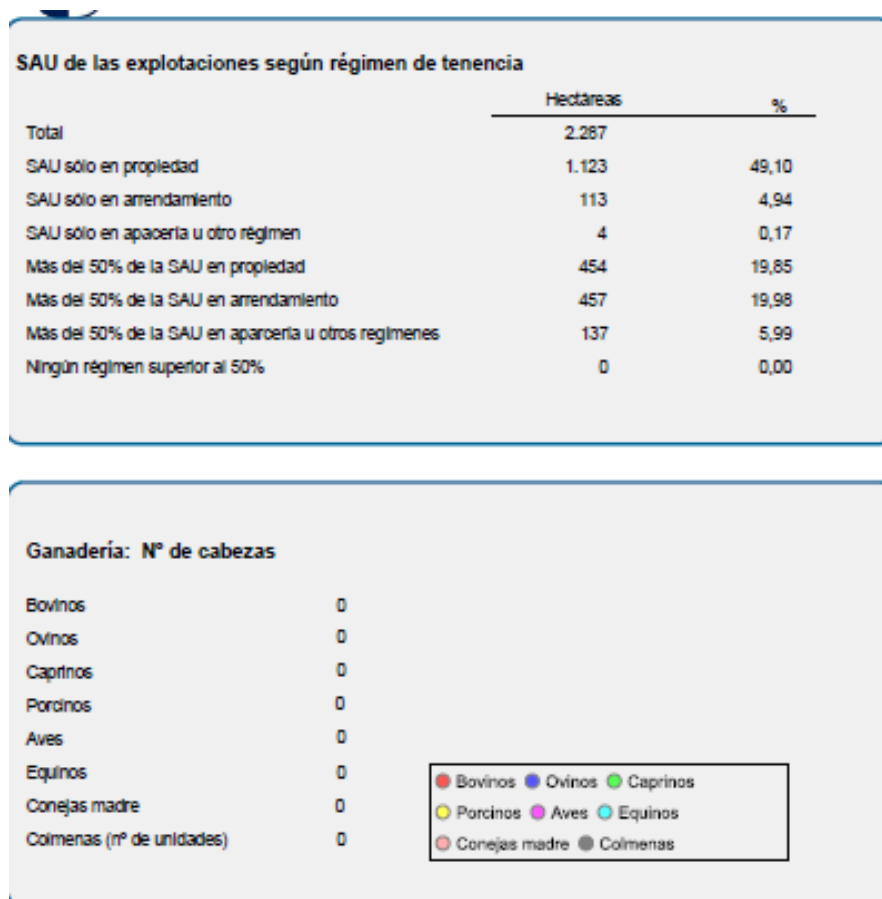 SAU de las explotaciones según régimen de tenencia
Hectáreas %
Total 2.287
SAU sólo en propiedad 1.123 49,10
SAU sólo en arrendamiento 113 4,94
SAU sólo en apacería u otro régimen 4 0,17
Más del 50% de la SAU en propiedad 454 19,85
Más del 50% de la SAU en arrendamiento 457 19,98
Más del 50% de la SAU en aparcería u otros regímenes 137 5,99
Ningún régimen superior al 50% 0 0,00
Ganadería: Nº de cabezas
Bovinos 0
Ovinos 0
Caprinos 0
Porcinos 0
Aves 0
Equinos 0
Conejas madre 0
Colmenas (nº de unidades) 0
Bovinos Ovinos Caprinos
Porcinos Aves Equinos
Conejas madre Colmenas